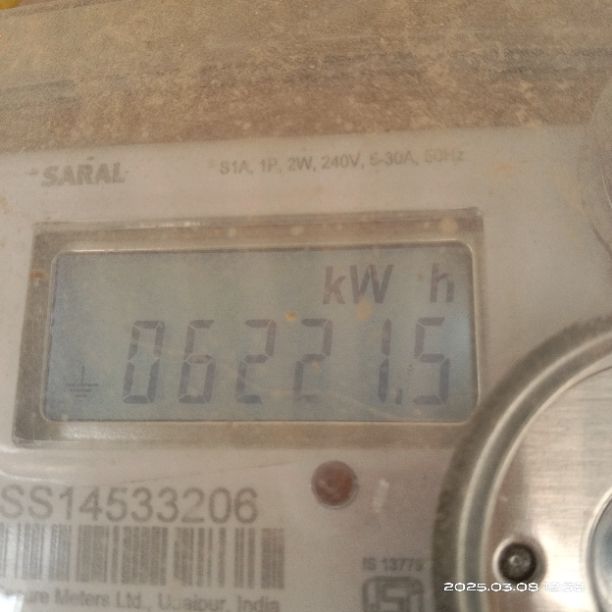 SARAL
S1A, 1P, 2W, 240V, 5-30A, 50Hz
kW h
06221.5
SS14533206
Meters Ltd., Udaipur, India
IS 13779
ISI
2025.03.08